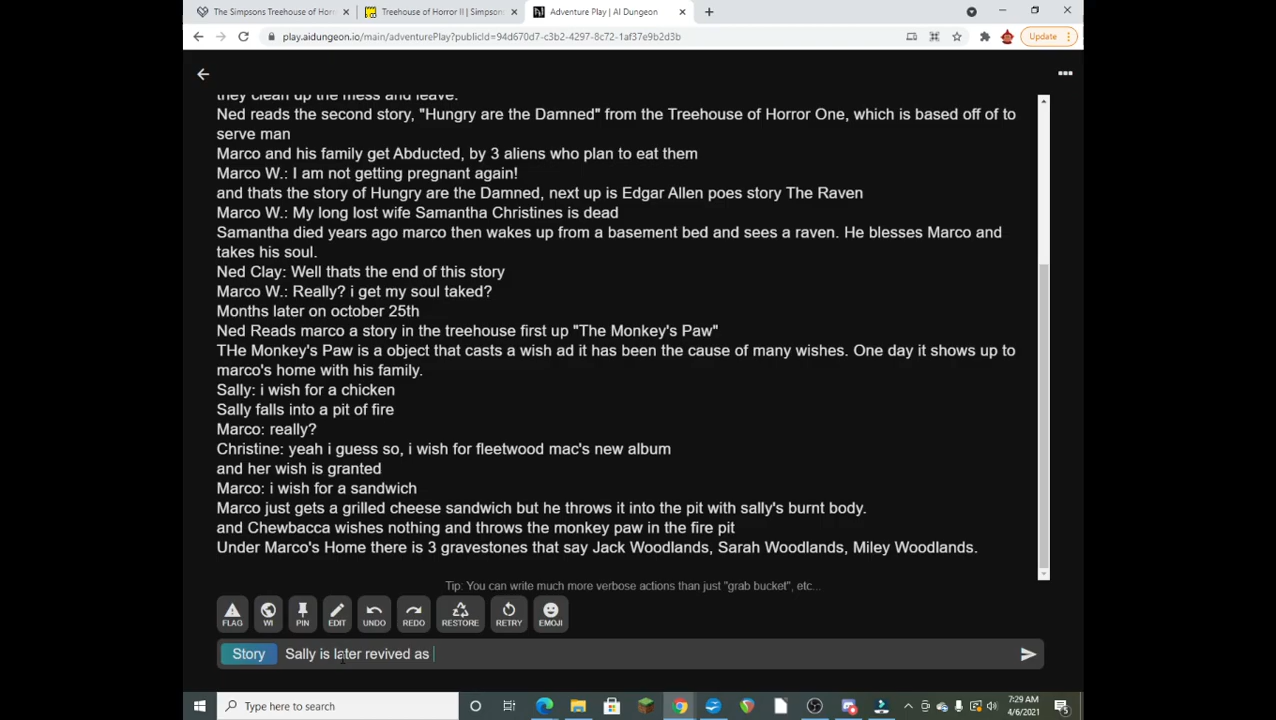 The Simpsons Treehouse of Horr
Treehouse of Horror II | Simpsons
Adventure Play | AI Dungeon
play.aidungeon.io/main/adventurePlay?publicId=94d670d7-c3b2-4297-8c72-1af37e9b2d3b
Update
they clean up the mess and leave.
Ned reads the second story, "Hungry are the Damned" from the Treehouse of Horror One, which is based off of to
serve man
Marco and his family get Abducted, by 3 aliens who plan to eat them
Marco W.: I am not getting pregnant again!
and thats the story of Hungry are the Damned, next up is Edgar Allen poes story The Raven
Marco W.: My long lost wife Samantha Christines is dead
Samantha died years ago marco then wakes up from a basement bed and sees a raven. He blesses Marco and
takes his soul.
Ned Clay: Well thats the end of this story
Marco W.: Really? i get my soul taked?
Months later on october 25th
Ned Reads marco a story in the treehouse first up "The Monkey's Paw"
THe Monkey's Paw is a object that casts a wish ad it has been the cause of many wishes. One day it shows up to
marco's home with his family.
Sally: i wish for a chicken
Sally falls into a pit of fire
Marco: really?
Christine: yeah i guess so, i wish for fleetwood mac's new album
and her wish is granted
Marco: i wish for a sandwich
Marco just gets a grilled cheese sandwich but he throws it into the pit with sally's burnt body.
and Chewbacca wishes nothing and throws the monkey paw in the fire pit
Under Marco's Home there is 3 gravestones that say Jack Woodlands, Sarah Woodlands, Miley Woodlands.
Tip: You can write much more verbose actions than just "grab bucket", etc...
FLAG WI PIN EDIT UNDO REDO RESTORE RETRY EMOJI
Story Sally is later revived as
Type here to search
7:29 AM
4/6/2021
5